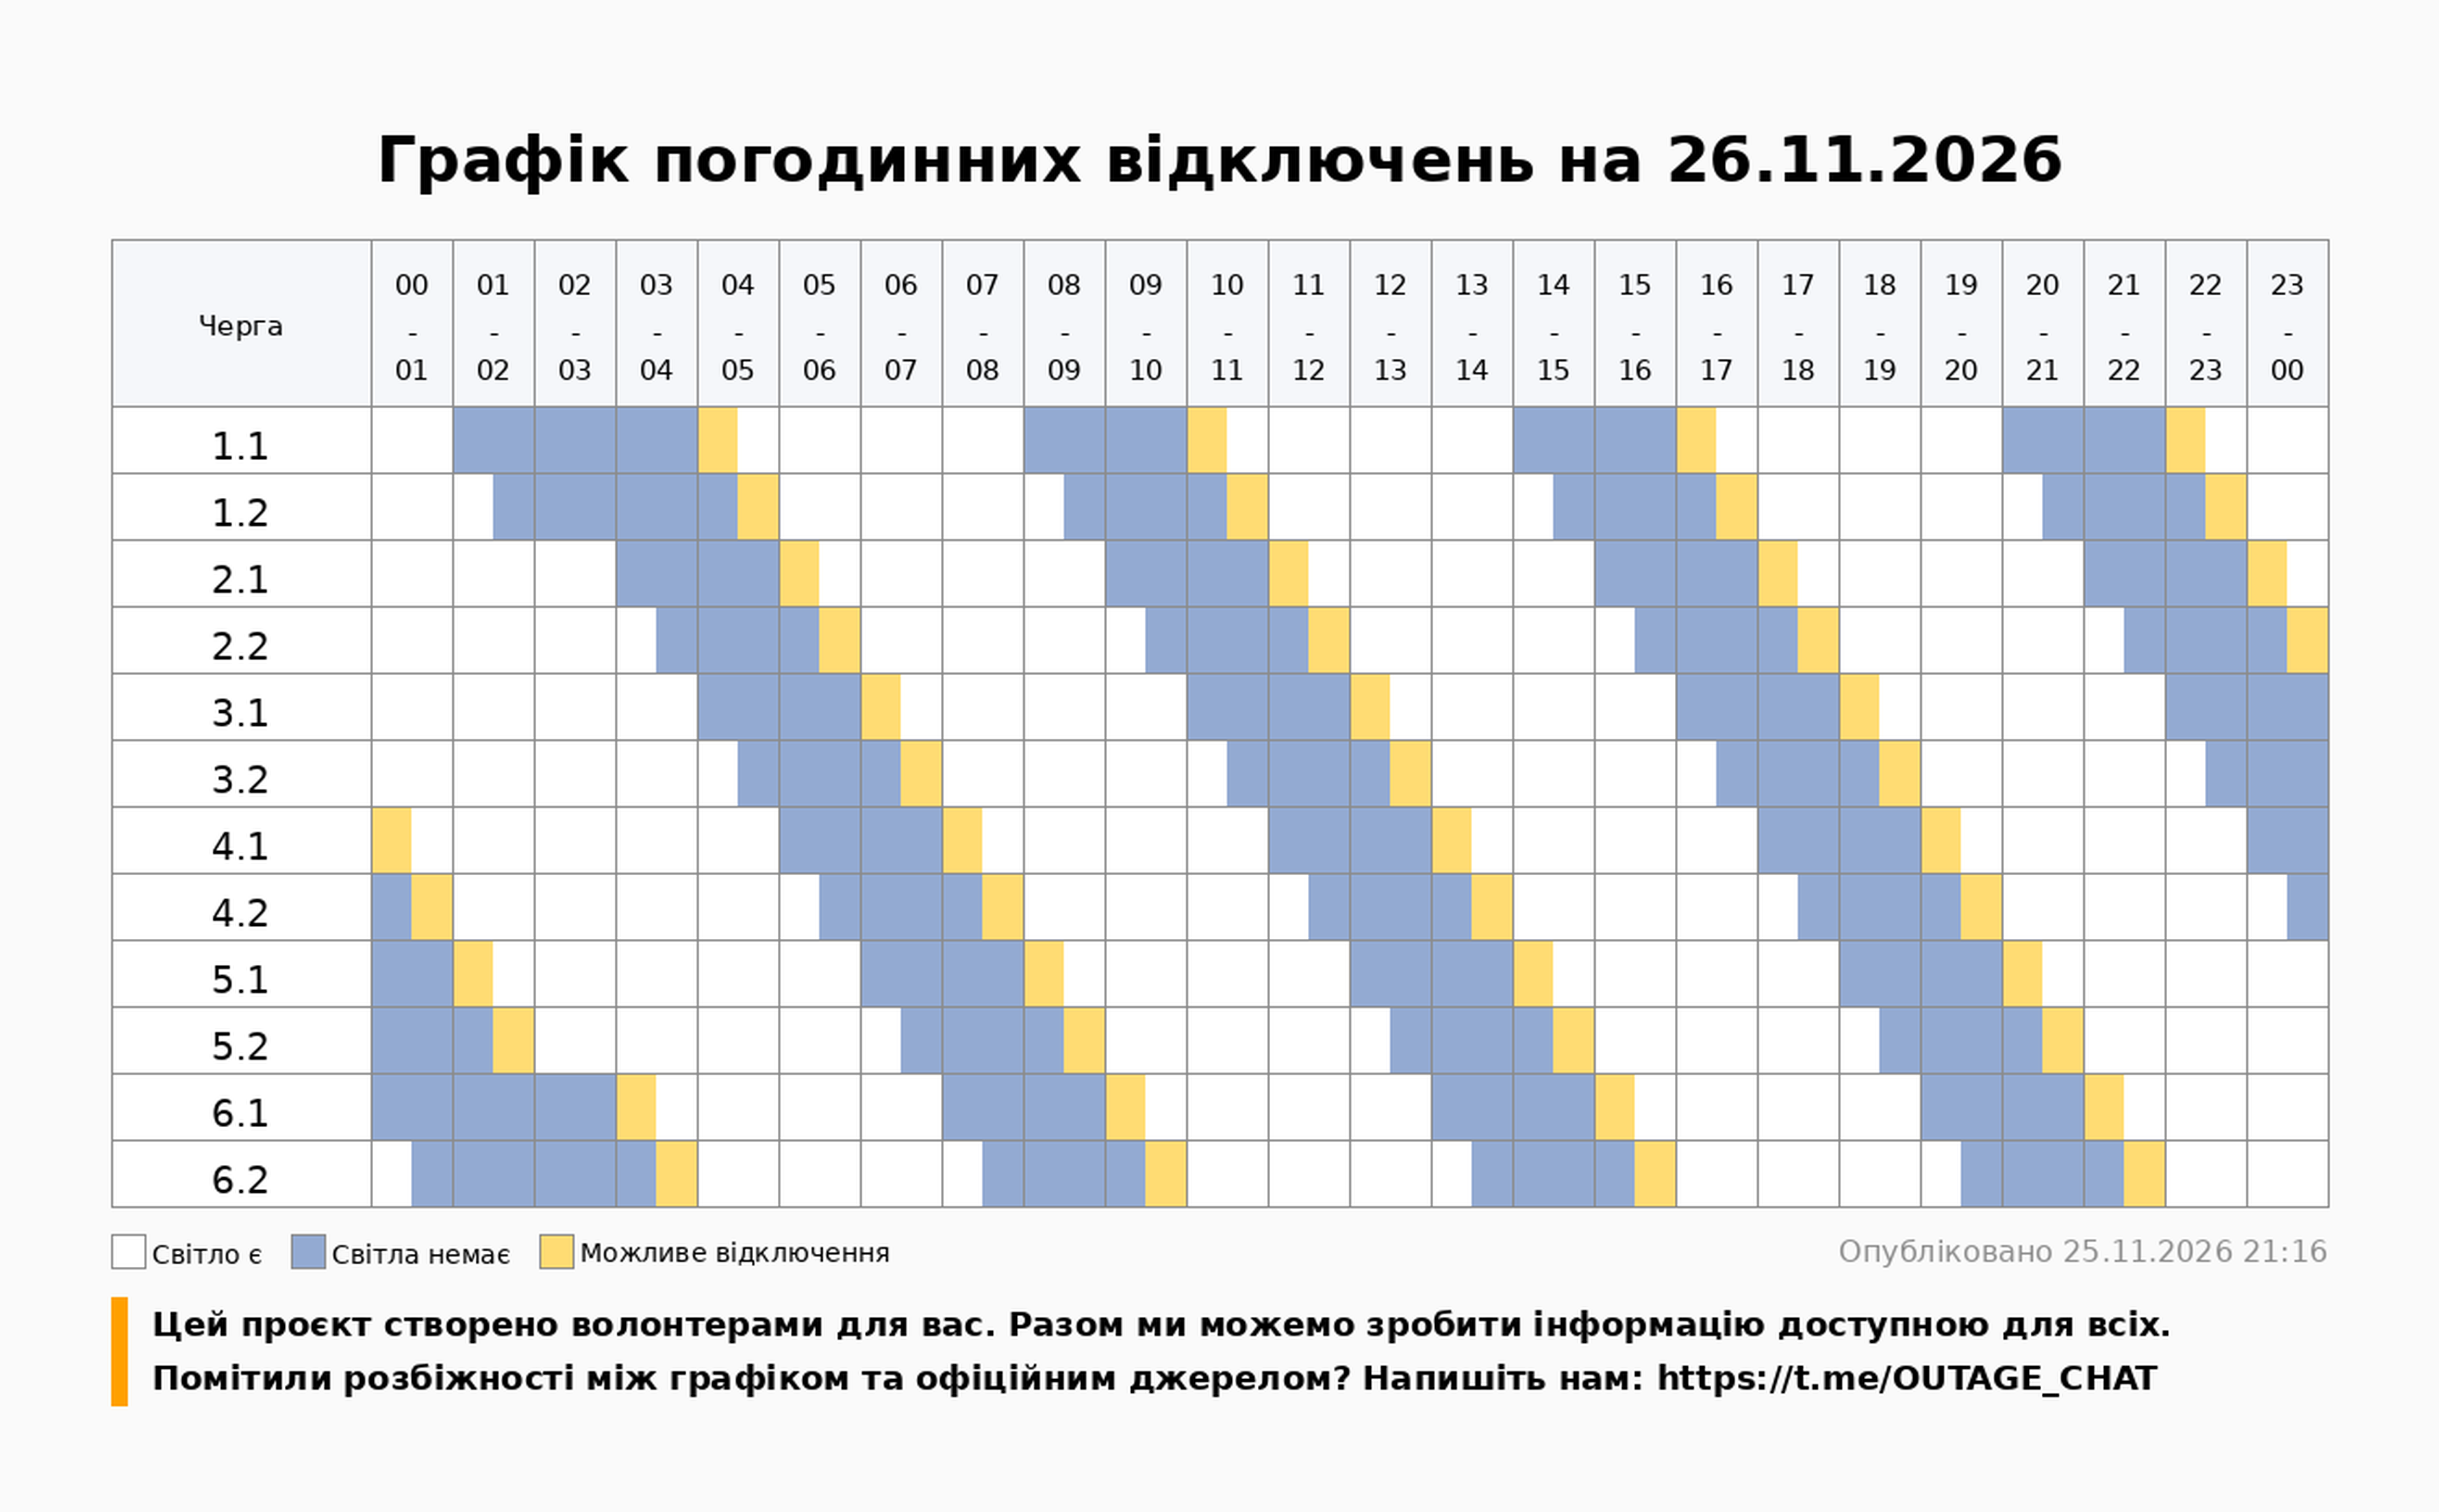 Графік погодинних відключень на 26.11.2026
Черга
00 - 01
01 - 02
02 - 03
03 - 04
04 - 05
05 - 06
06 - 07
07 - 08
08 - 09
09 - 10
10 - 11
11 - 12
12 - 13
13 - 14
14 - 15
15 - 16
16 - 17
17 - 18
18 - 19
19 - 20
20 - 21
21 - 22
22 - 23
23 - 00
1.1
1.2
2.1
2.2
3.1
3.2
4.1
4.2
5.1
5.2
6.1
6.2
Світло є
Світла немає
Можливе відключення
Опубліковано 25.11.2026 21:16
Цей проєкт створено волонтерами для вас. Разом ми можемо зробити інформацію доступною для всіх.
Помітили розбіжності між графіком та офіційним джерелом? Напишіть нам: https://t.me/OUTAGE_CHAT